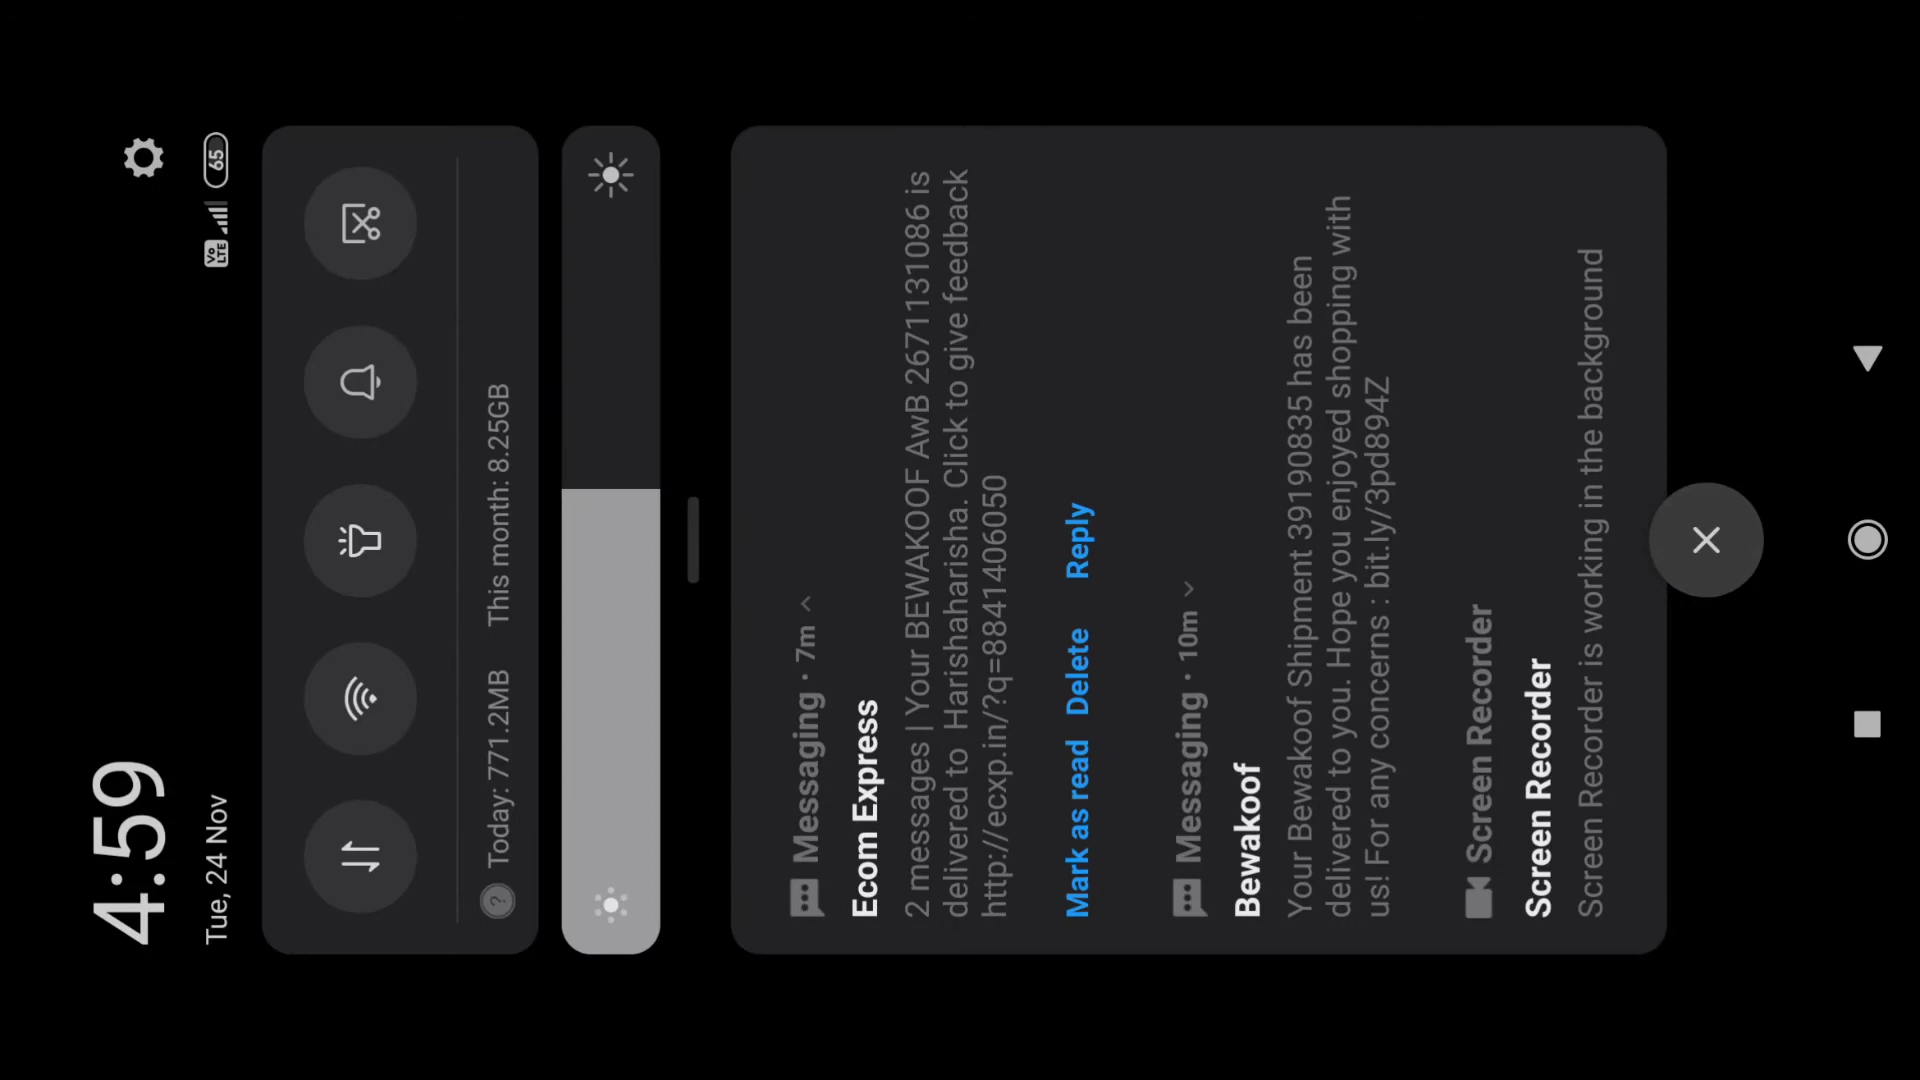 4:59
Tue, 24 Nov
Vo
LTE
65
? Today: 771.2MB This month: 8.25GB
Messaging • 7m
Ecom Express
2 messages | Your BEWAKOOF AwB 2671131086 is
delivered to Harishaharisha. Click to give feedback
http://ecxp.in/?q=8841406050
Mark as read Delete Reply
Messaging • 10m
Bewakoof
Your Bewakoof Shipment 39190835 has been
delivered to you. Hope you enjoyed shopping with
us! For any concerns : bit.ly/3pd894Z
Screen Recorder
Screen Recorder
Screen Recorder is working in the background